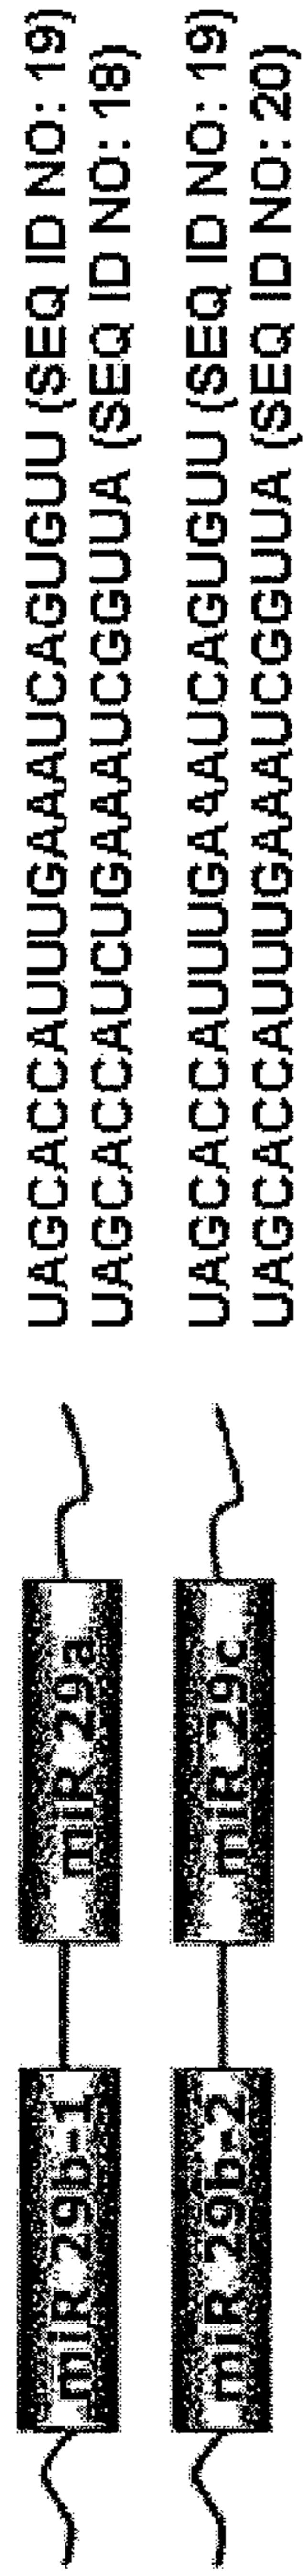 miR 29b-1
miR 29a
UAGCACCAUUUGAAAUCAGUGUU (SEQ ID NO: 19)
UAGCACCAUCUGAAAUCGGUUA (SEQ ID NO: 18)
miR 29b-2
miR 29c
UAGCACCAUUUGAAAUCAGUGUU (SEQ ID NO: 19)
UAGCACCAUUUGAAAUCGGUUA (SEQ ID NO: 20)